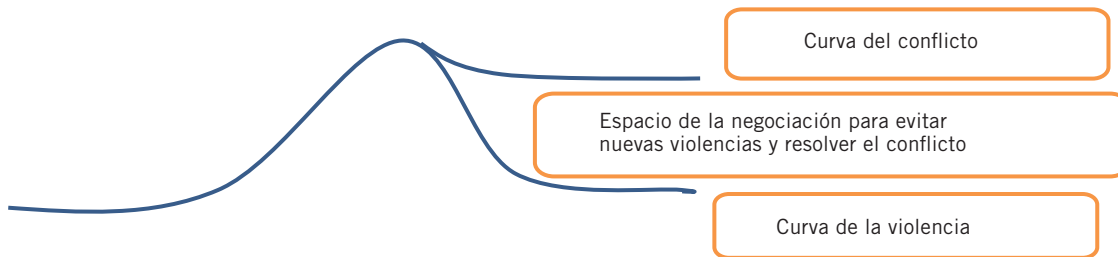 Curva del conflicto
Espacio de la negociación para evitar
nuevas violencias y resolver el conflicto
Curva de la violencia